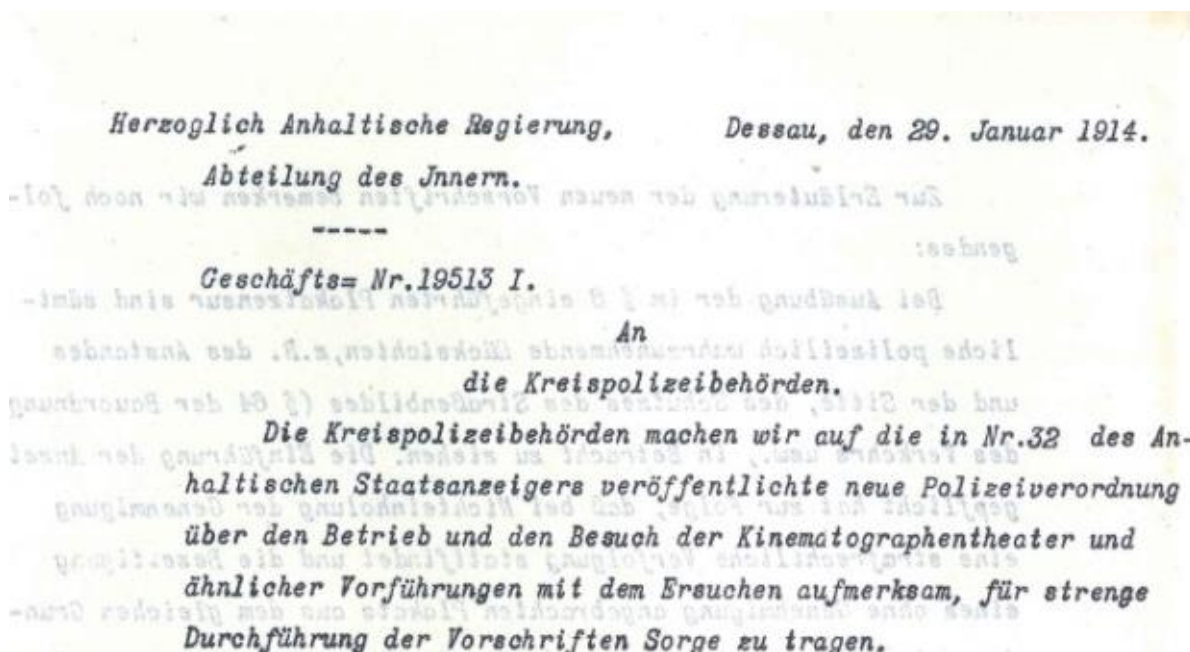 Herzoglich Anhaltische Regierung, Dessau, den 29. Januar 1914.
Abteilung des Jnnern.
-----
Geschäfts= Nr.19513 I.
An
die Kreispolizeibehörden.
Die Kreispolizeibehörden machen wir auf die in Nr.32 des An-
haltischen Staatsanzeigers veröffentlichte neue Polizeiverordnung
über den Betrieb und den Besuch der Kinematographentheater und
ähnlicher Vorführungen mit dem Ersuchen aufmerksam, für strenge
Durchführung der Vorschriften Sorge zu tragen.